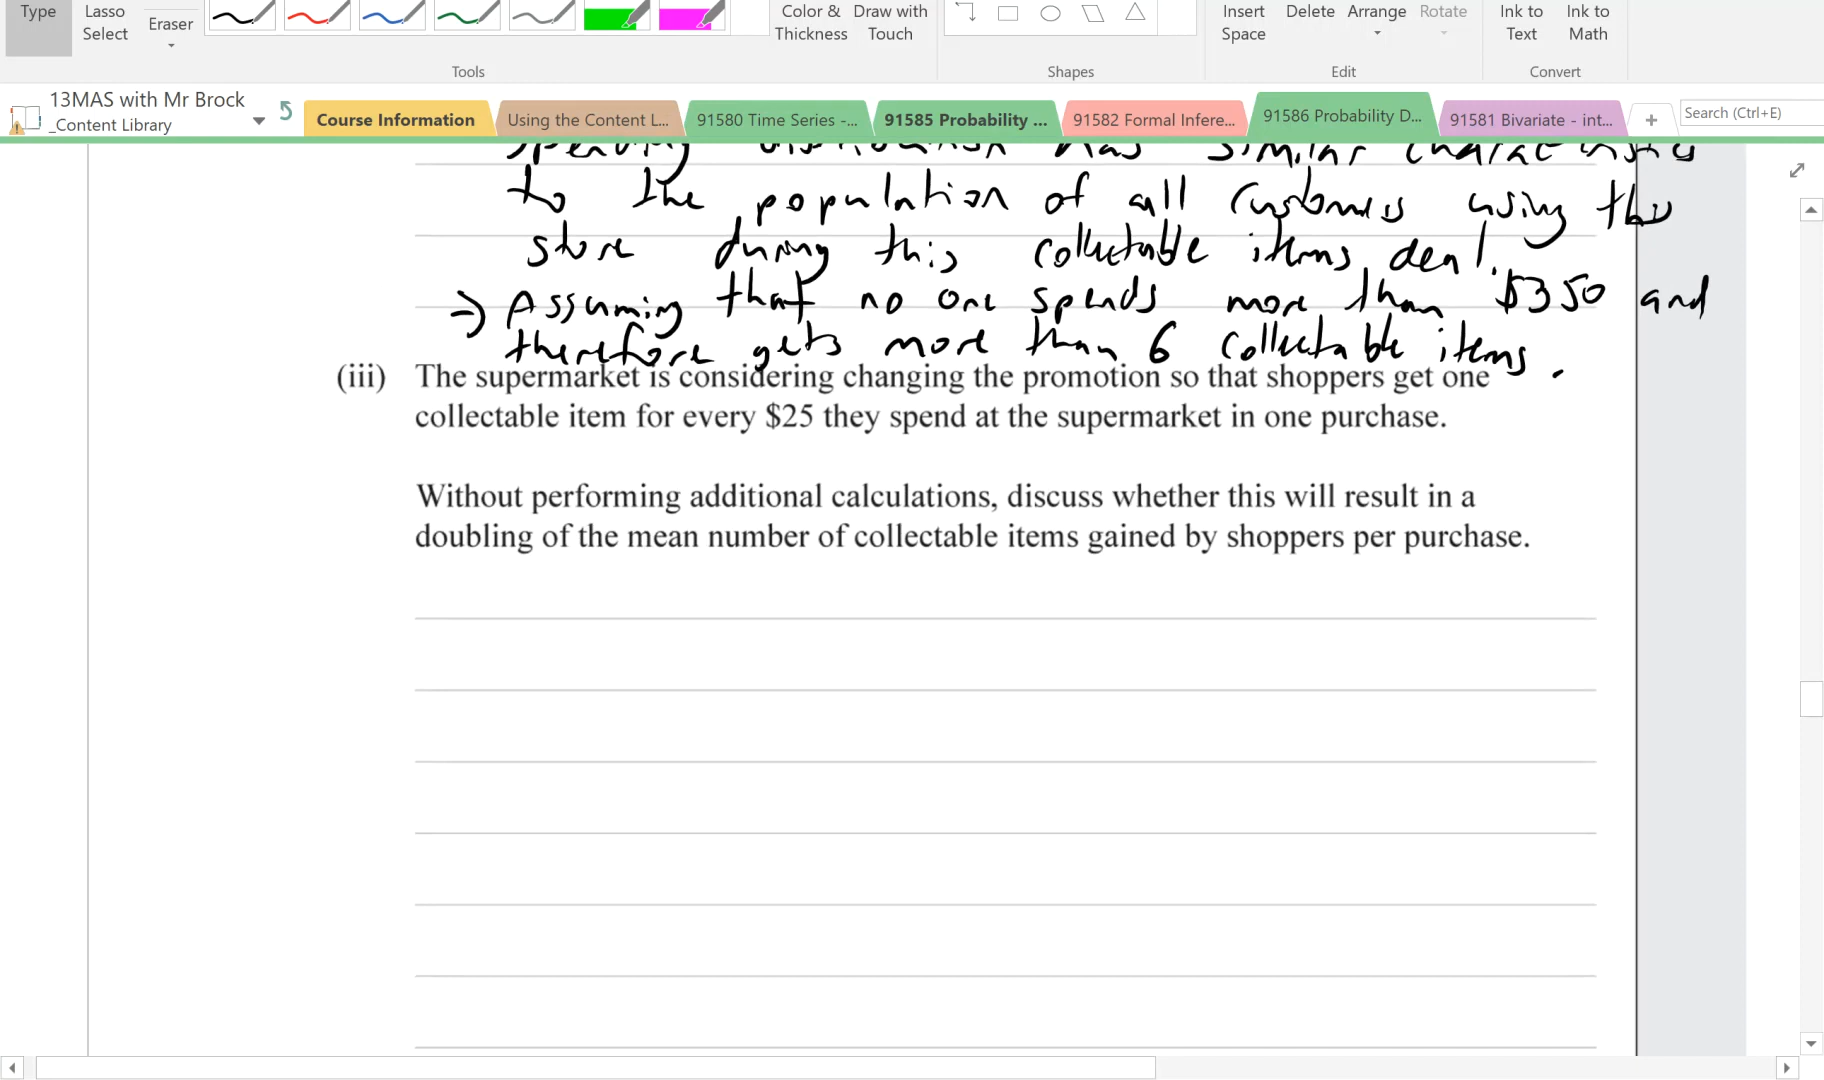 Type
Lasso
Select
Eraser
Color &
Thickness
Draw with
Touch
Insert
Space
Delete
Arrange
Rotate
Ink to
Text
Ink to
Math
Tools
Shapes
Edit
Convert
13MAS with Mr Brock
_Content Library
Course Information
Using the Content L...
91580 Time Series -...
91585 Probability ...
91582 Formal Infere...
91586 Probability D...
91581 Bivariate - int...
+
Search (Ctrl+E)
spending distribution has similar characteristics
to the population of all customers using this
store during this collectable items deal.
→ Assuming that no one spends more than $350 and
therefore gets more than 6 collectable items.
(iii) The supermarket is considering changing the promotion so that shoppers get one
collectable item for every $25 they spend at the supermarket in one purchase.
Without performing additional calculations, discuss whether this will result in a
doubling of the mean number of collectable items gained by shoppers per purchase.